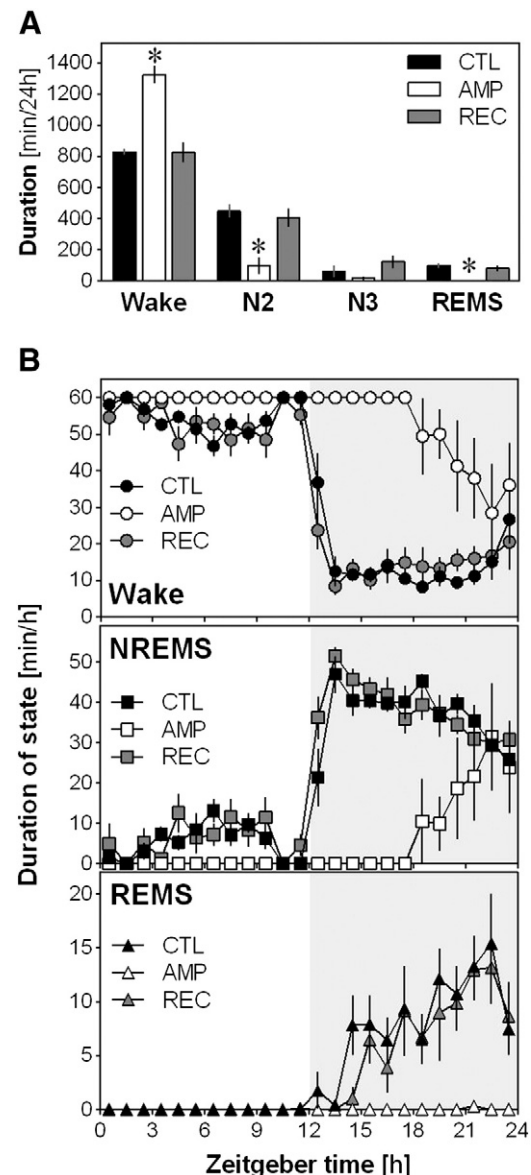 A
Duration [min/24h]
1400
1200
1000
800
600
400
200
0
* * *
CTL
AMP
REC
Wake N2 N3 REMS
B
Duration of state [min/h]
60
50
40
30
20
10
0
CTL
AMP
REC
Wake
NREMS
50
40
30
20
10
0
CTL
AMP
REC
REMS
20
15
10
5
0
CTL
AMP
REC
0 3 6 9 12 15 18 21 24
Zeitgeber time [h]